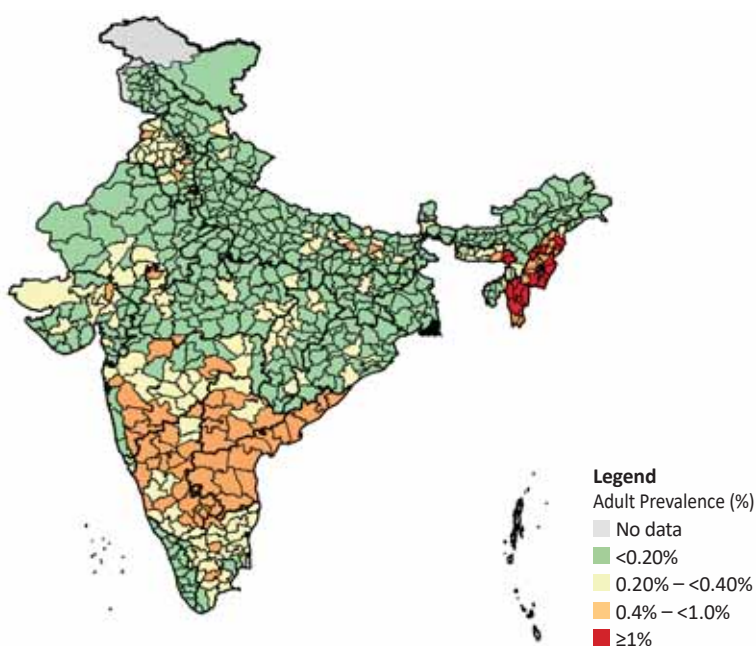 Legend
Adult Prevalence (%)
No data
<0.20%
0.20% – <0.40%
0.4% – <1.0%
≥1%